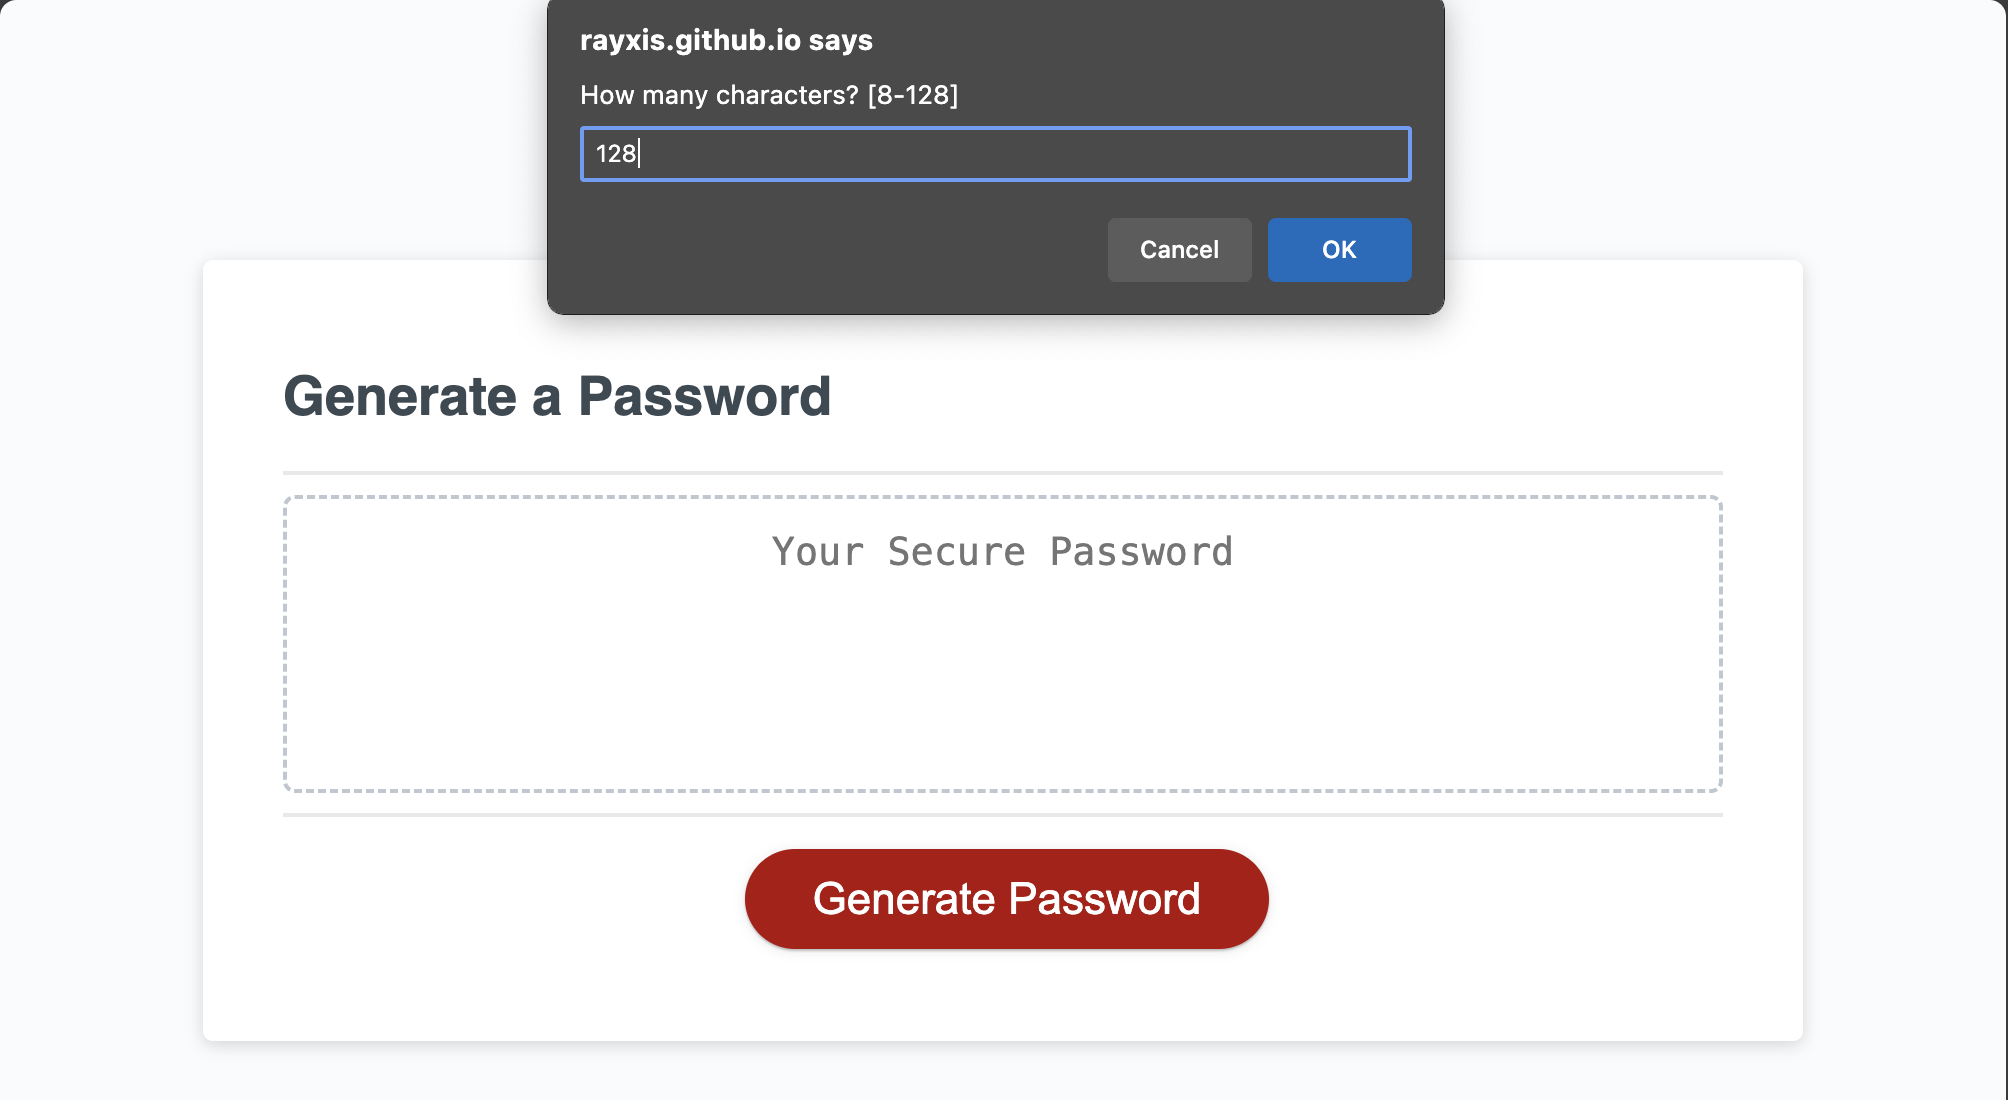 rayxis.github.io says
How many characters? [8-128]
128
Cancel OK
Generate a Password
Your Secure Password
Generate Password